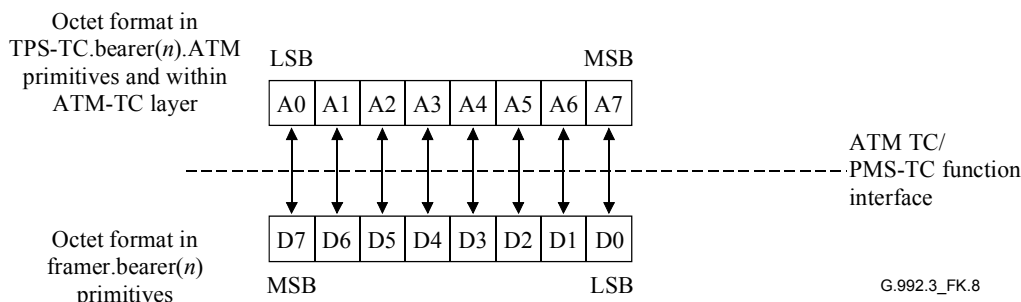 Octet format in
TPS-TC.bearer(n).ATM
primitives and within
ATM-TC layer
LSB MSB
A0 A1 A2 A3 A4 A5 A6 A7
ATM TC/
PMS-TC function
interface
D7 D6 D5 D4 D3 D2 D1 D0
Octet format in
framer.bearer(n)
primitives
MSB LSB
G.992.3_FK.8